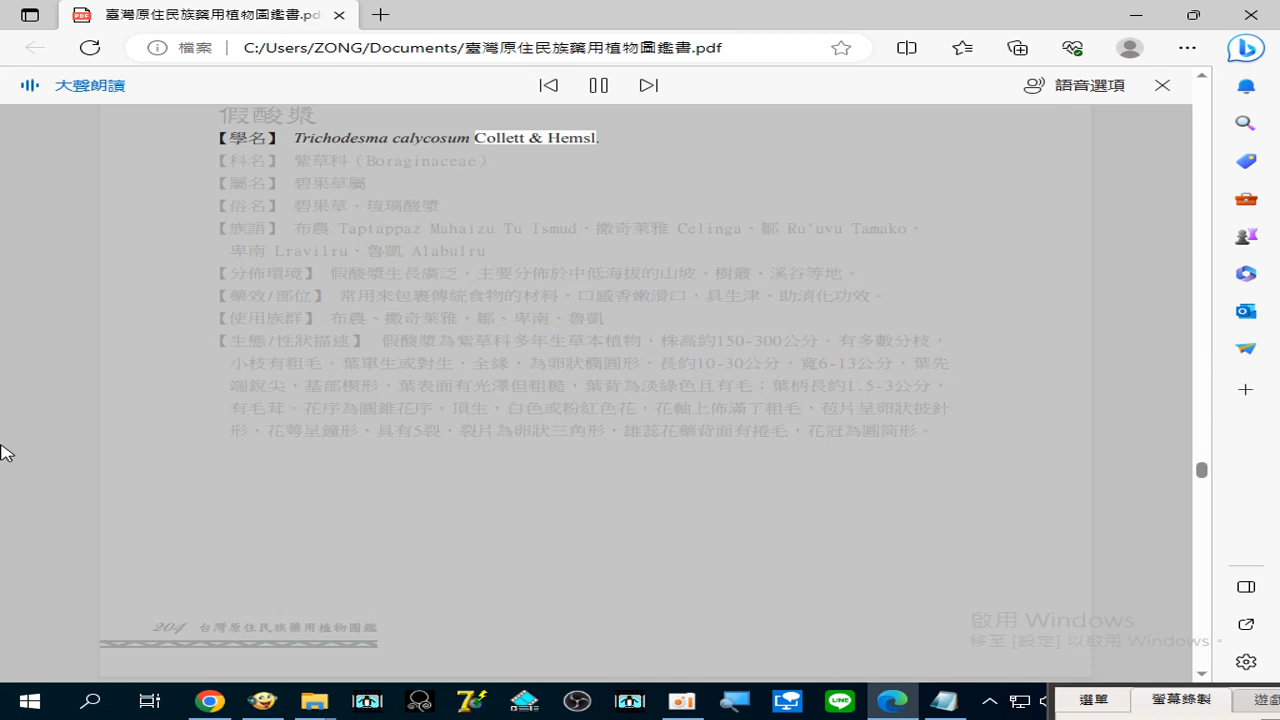 臺灣原住民族藥用植物圖鑑書.pdf
檔案 C:/Users/ZONG/Documents/臺灣原住民族藥用植物圖鑑書.pdf
大聲朗讀 語音選項
假酸漿
【學名】 Trichodesma calycosum Collett & Hemsl.
【科名】 紫草科（Boraginaceae）
【屬名】 碧果草屬
【俗名】 碧果草、琉璃酸漿
【族語】 布農 Taptappaz Mahaizu Tu Ismud、撒奇萊雅 Celinga、鄒 Ru'uvu Tamako、
卑南 Lravilru、魯凱 Alabulru
【分佈環境】 假酸漿生長廣泛，主要分佈於中低海拔的山坡、樹叢、溪谷等地。
【藥效/部位】 常用來包裹傳統食物的材料，口感香嫩滑口，具生津、助消化功效。
【使用族群】 布農、撒奇萊雅、鄒、卑南、魯凱
【生態/性狀描述】 假酸漿為紫草科多年生草本植物，株高約150-300公分。有多數分枝，
小枝有粗毛。葉單生或對生，全緣，為卵狀橢圓形，長約10-30公分，寬6-13公分，葉先
端銳尖，基部楔形，葉表面有光澤但粗糙，葉背為淡綠色且有毛；葉柄長約1.5-3公分，
有毛茸。花序為圓錐花序，頂生，白色或粉紅色花，花軸上佈滿了粗毛，苞片呈卵狀披針
形，花萼呈鐘形，具有5裂，裂片為卵狀三角形，雄蕊花藥背面有捲毛，花冠為圓筒形。
204 台灣原住民族藥用植物圖鑑
啟用 Windows
移至 [設定] 以啟用 Windows。
選單 螢幕錄製 遊戲